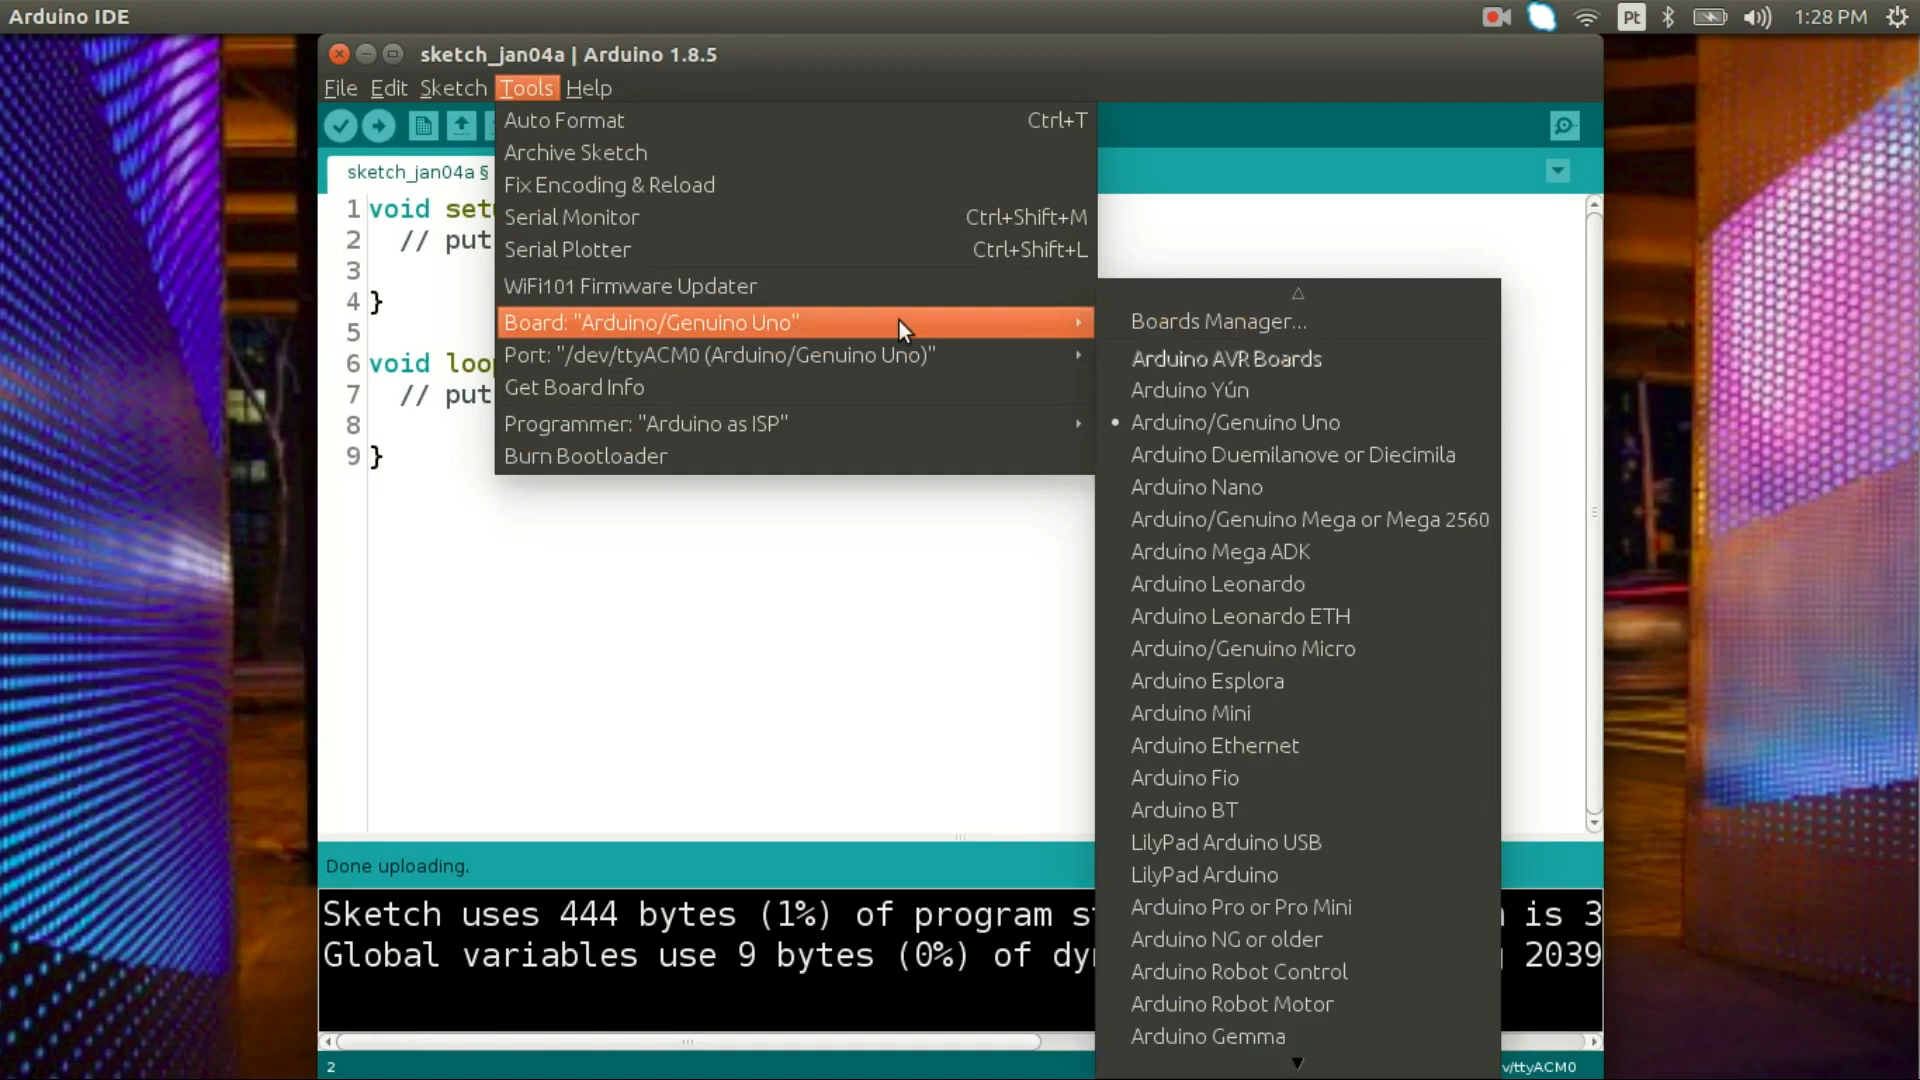 Arduino IDE
Pt
1:28 PM
sketch_jan04a | Arduino 1.8.5
File Edit Sketch Tools Help
Auto Format Ctrl+T
Archive Sketch
Fix Encoding & Reload
Serial Monitor Ctrl+Shift+M
Serial Plotter Ctrl+Shift+L
WiFi101 Firmware Updater
Board: "Arduino/Genuino Uno"
Port: "/dev/ttyACM0 (Arduino/Genuino Uno)"
Get Board Info
Programmer: "Arduino as ISP"
Burn Bootloader
Boards Manager...
Arduino AVR Boards
Arduino Yún
• Arduino/Genuino Uno
Arduino Duemilanove or Diecimila
Arduino Nano
Arduino/Genuino Mega or Mega 2560
Arduino Mega ADK
Arduino Leonardo
Arduino Leonardo ETH
Arduino/Genuino Micro
Arduino Esplora
Arduino Mini
Arduino Ethernet
Arduino Fio
Arduino BT
LilyPad Arduino USB
LilyPad Arduino
Arduino Pro or Pro Mini
Arduino NG or older
Arduino Robot Control
Arduino Robot Motor
Arduino Gemma
sketch_jan04a §
1 void setu
2 // put
3
4 }
5
6 void loo
7 // put
8
9 }
Done uploading.
Sketch uses 444 bytes (1%) of program s is 3
Global variables use 9 bytes (0%) of dy 2039
2
v/ttyACM0